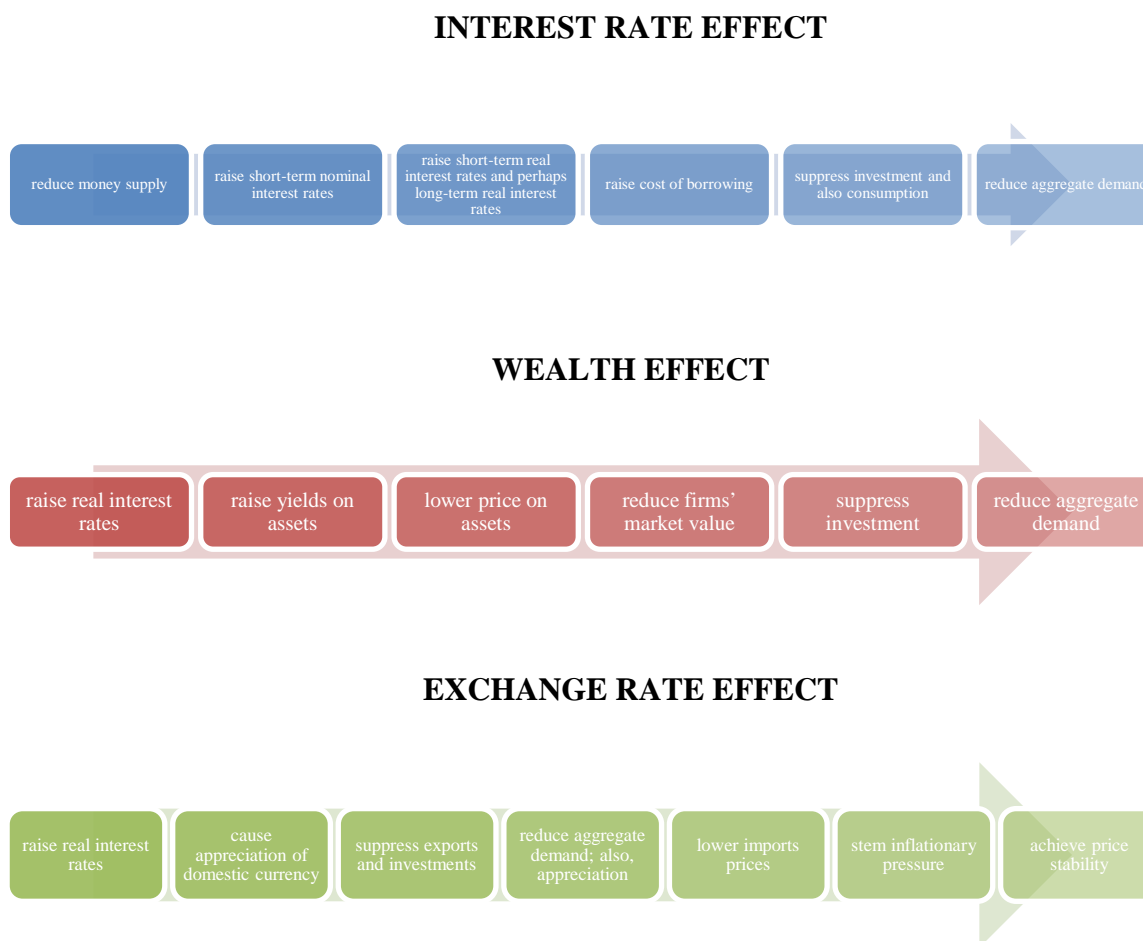 INTEREST RATE EFFECT
reduce money supply
raise short-term nominal
interest rates
raise short-term real
interest rates and perhaps
long-term real interest
rates
raise cost of borrowing
suppress investment and
also consumption
reduce aggregate demand
WEALTH EFFECT
raise real interest
rates
raise yields on
assets
lower price on
assets
reduce firms’
market value
suppress
investment
reduce aggregate
demand
EXCHANGE RATE EFFECT
raise real interest
rates
cause
appreciation of
domestic currency
suppress exports
and investments
reduce aggregate
demand; also,
appreciation
lower imports
prices
stem inflationary
pressure
achieve price
stability